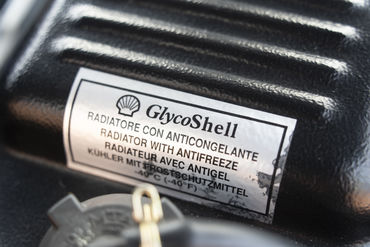 GlycoShell
RADIATORE CON ANTICONGELANTE
RADIATOR WITH ANTIFREEZE
RADIATEUR AVEC ANTIGEL
KÜHLER MIT FROSTSCHUTZMITTEL
-40°C (-40°F)